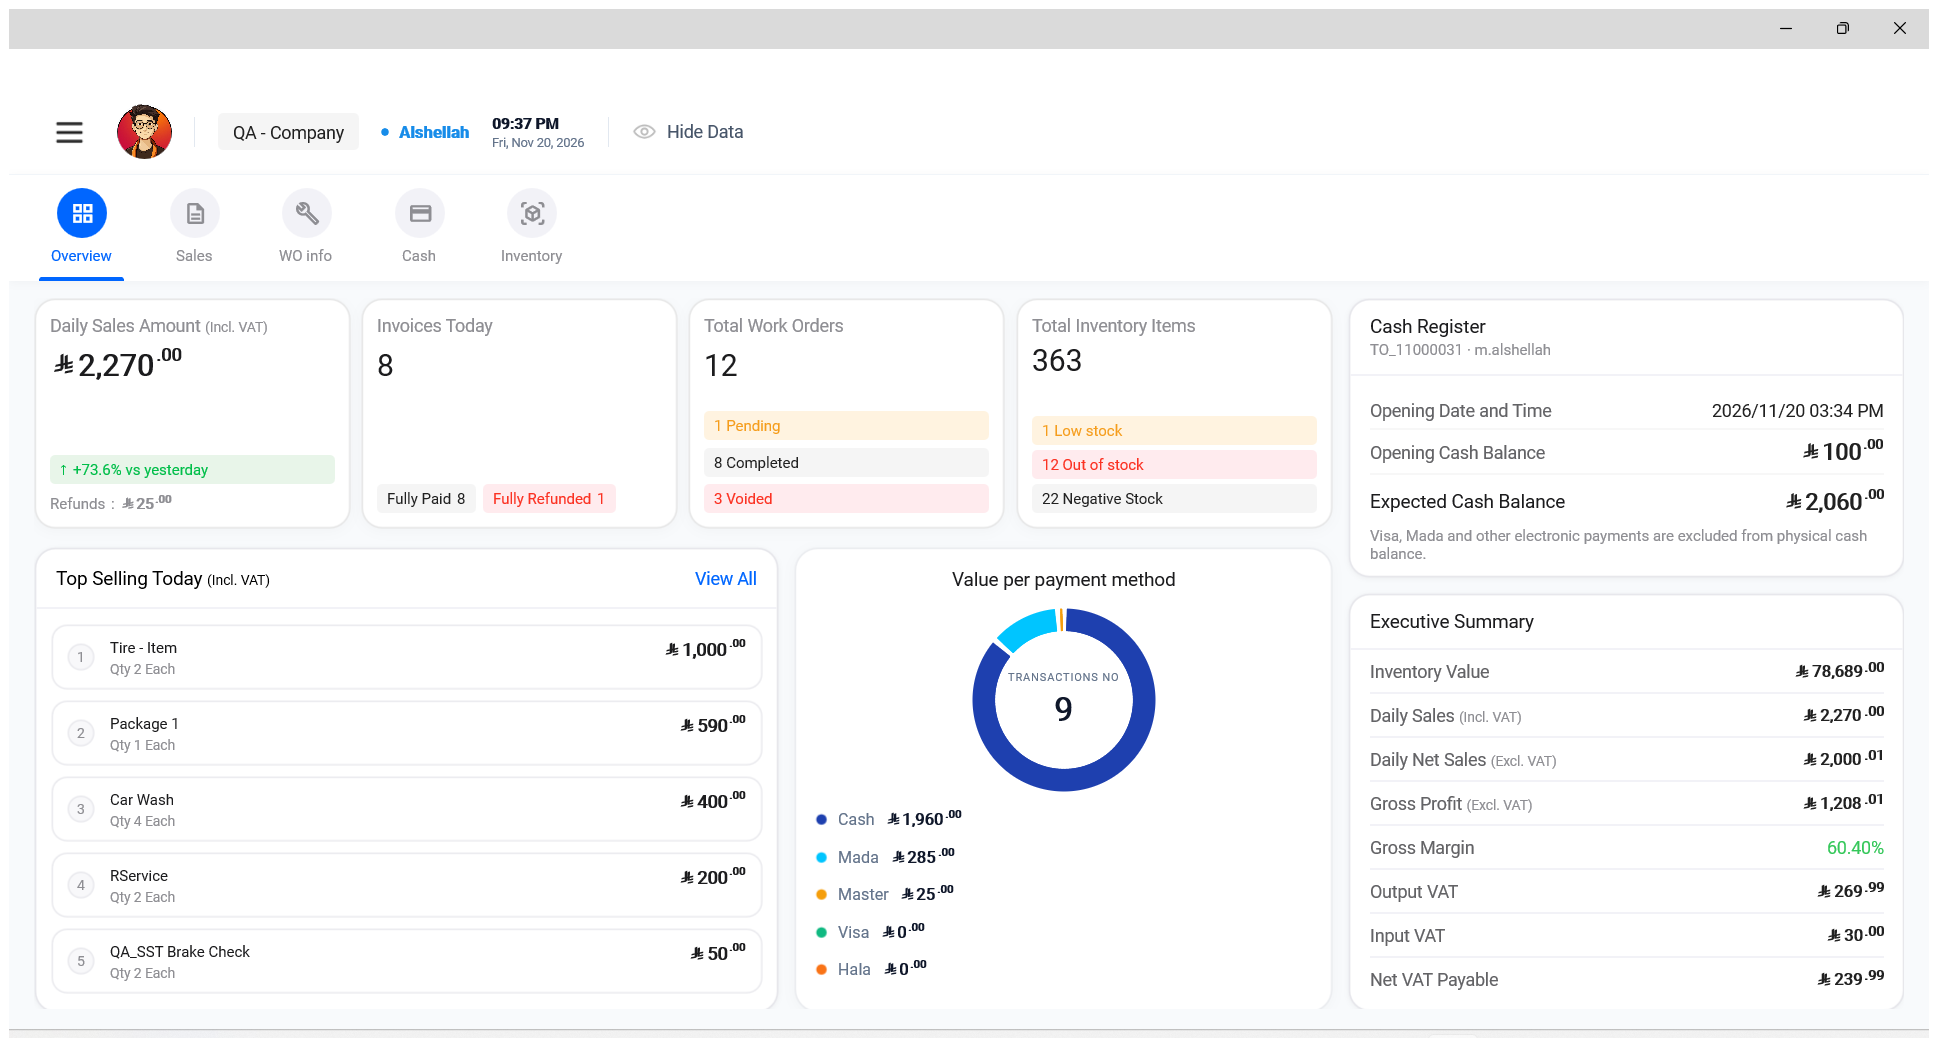 QA - Company
Alshellah
09:37 PM
Fri, Nov 20, 2026
Hide Data
Overview
Sales
WO info
Cash
Inventory
Daily Sales Amount (Incl. VAT)
⃁ 2,270.00
↑ +73.6% vs yesterday
Refunds : ⃁ 25.00
Invoices Today
8
Fully Paid 8
Fully Refunded 1
Total Work Orders
12
1 Pending
8 Completed
3 Voided
Total Inventory Items
363
1 Low stock
12 Out of stock
22 Negative Stock
Cash Register
TO_11000031 · m.alshellah
Opening Date and Time 2026/11/20 03:34 PM
Opening Cash Balance ⃁ 100.00
Expected Cash Balance ⃁ 2,060.00
Visa, Mada and other electronic payments are excluded from physical cash
balance.
Top Selling Today (Incl. VAT)
View All
1 Tire - Item ⃁ 1,000.00
Qty 2 Each
2 Package 1 ⃁ 590.00
Qty 1 Each
3 Car Wash ⃁ 400.00
Qty 4 Each
4 RService ⃁ 200.00
Qty 2 Each
5 QA_SST Brake Check ⃁ 50.00
Qty 2 Each
Value per payment method
TRANSACTIONS NO
9
Cash ⃁ 1,960.00
Mada ⃁ 285.00
Master ⃁ 25.00
Visa ⃁ 0.00
Hala ⃁ 0.00
Executive Summary
Inventory Value ⃁ 78,689.00
Daily Sales (Incl. VAT) ⃁ 2,270.00
Daily Net Sales (Excl. VAT) ⃁ 2,000.01
Gross Profit (Excl. VAT) ⃁ 1,208.01
Gross Margin 60.40%
Output VAT ⃁ 269.99
Input VAT ⃁ 30.00
Net VAT Payable ⃁ 239.99